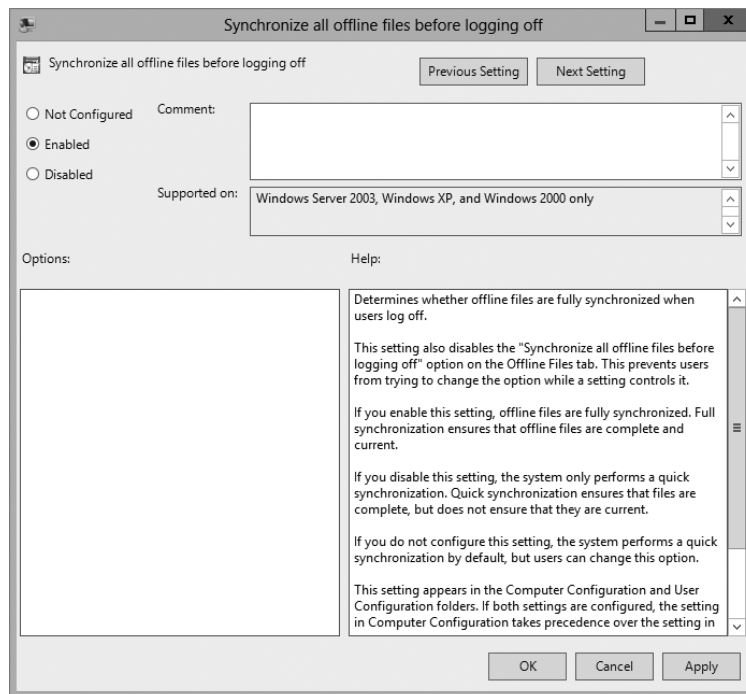 Synchronize all offline files before logging off
Synchronize all offline files before logging off
Previous Setting
Next Setting
Not Configured
Comment:
Enabled
Disabled
Supported on:
Windows Server 2003, Windows XP, and Windows 2000 only
Options:
Help:
Determines whether offline files are fully synchronized when
users log off.
This setting also disables the "Synchronize all offline files before
logging off" option on the Offline Files tab. This prevents users
from trying to change the option while a setting controls it.
If you enable this setting, offline files are fully synchronized. Full
synchronization ensures that offline files are complete and
current.
If you disable this setting, the system only performs a quick
synchronization. Quick synchronization ensures that files are
complete, but does not ensure that they are current.
If you do not configure this setting, the system performs a quick
synchronization by default, but users can change this option.
This setting appears in the Computer Configuration and User
Configuration folders. If both settings are configured, the setting
in Computer Configuration takes precedence over the setting in
OK
Cancel
Apply